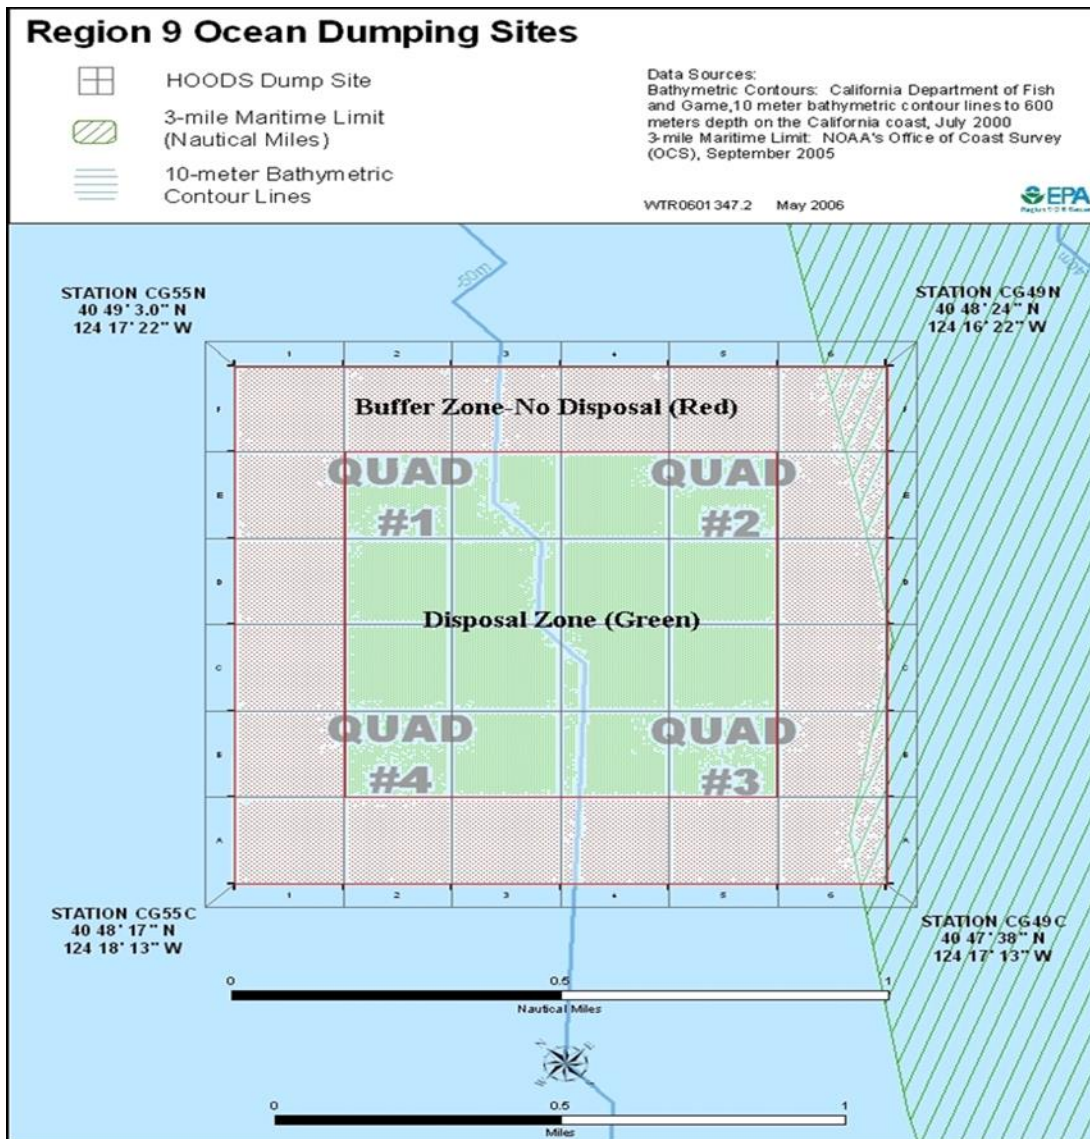 Region 9 Ocean Dumping Sites
HOODS Dump Site
3-mile Maritime Limit
(Nautical Miles)
10-meter Bathymetric
Contour Lines
Data Sources:
Bathymetric Contours: California Department of Fish
and Game,10 meter bathymetric contour lines to 600
meters depth on the California coast, July 2000
3-mile Maritime Limit: NOAA's Office of Coast Survey
(OCS), September 2005
WTR0601347.2 May 2006
EPA
-50m
STATION CG55N
40 49' 3.0" N
124 17' 22" W
STATION CG49N
40 48' 24" N
124 16' 22" W
1 2 3 4 5 6
F
Buffer Zone-No Disposal (Red)
F
QUAD
#1
QUAD
#2
E
E
D
D
Disposal Zone (Green)
C
C
QUAD
#4
QUAD
#3
B
B
A
A
1 2 3 4 5 6
STATION CG55C
40 48' 17" N
124 18' 13" W
STATION CG49C
40 47' 38" N
124 17' 13" W
0 0.5 1
Nautical Miles
N E
W S
0 0.5 1
Miles